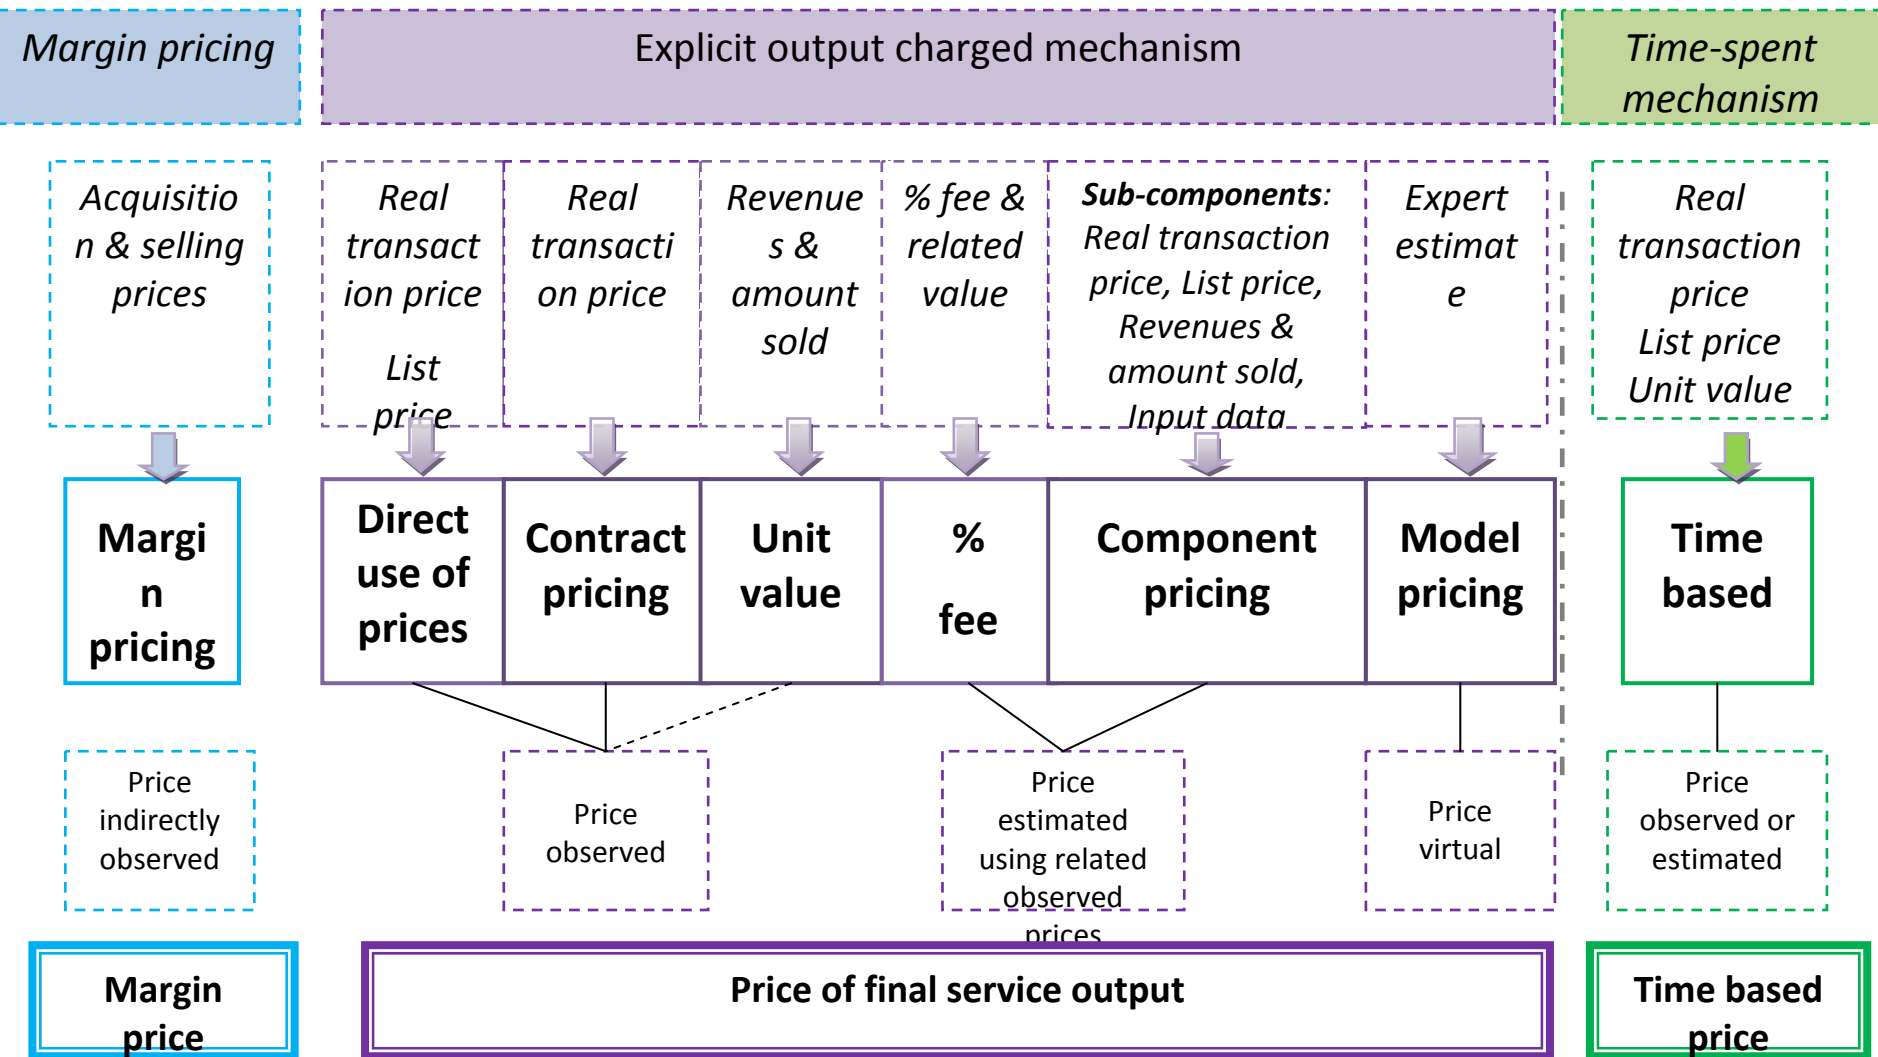 Margin pricing
Explicit output charged mechanism
Time-spent
mechanism
Acquisitio
n & selling
prices
Real
transact
ion price
List
price
Real
transacti
on price
Revenue
s &
amount
sold
% fee &
related
value
Sub-components:
Real transaction
price, List price,
Revenues &
amount sold,
Input data
Expert
estimat
e
Real
transaction
price
List price
Unit value
Margi
n
pricing
Direct
use of
prices
Contract
pricing
Unit
value
%
fee
Component
pricing
Model
pricing
Time
based
Price
indirectly
observed
Price
observed
Price
estimated
using related
observed
prices
Price
virtual
Price
observed or
estimated
Margin
price
Price of final service output
Time based
price